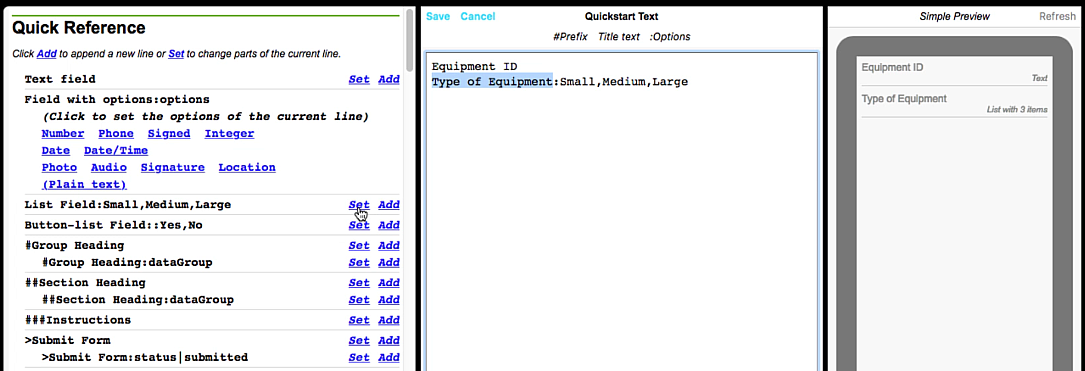 Quick Reference
Click Add to append a new line or Set to change parts of the current line.
Text field Set Add
Field with options:options
(Click to set the options of the current line)
Number Phone Signed Integer
Date Date/Time
Photo Audio Signature Location
(Plain text)
List Field:Small,Medium,Large Set Add
Button-list Field::Yes,No Set Add
#Group Heading Set Add
#Group Heading:dataGroup Set Add
##Section Heading Set Add
##Section Heading:dataGroup Set Add
###Instructions Set Add
>Submit Form Set Add
>Submit Form:status|submitted Set Add
Save Cancel Quickstart Text
#Prefix Title text :Options
Equipment ID
Type of Equipment:Small,Medium,Large
Simple Preview Refresh
Equipment ID
Text
Type of Equipment
List with 3 items